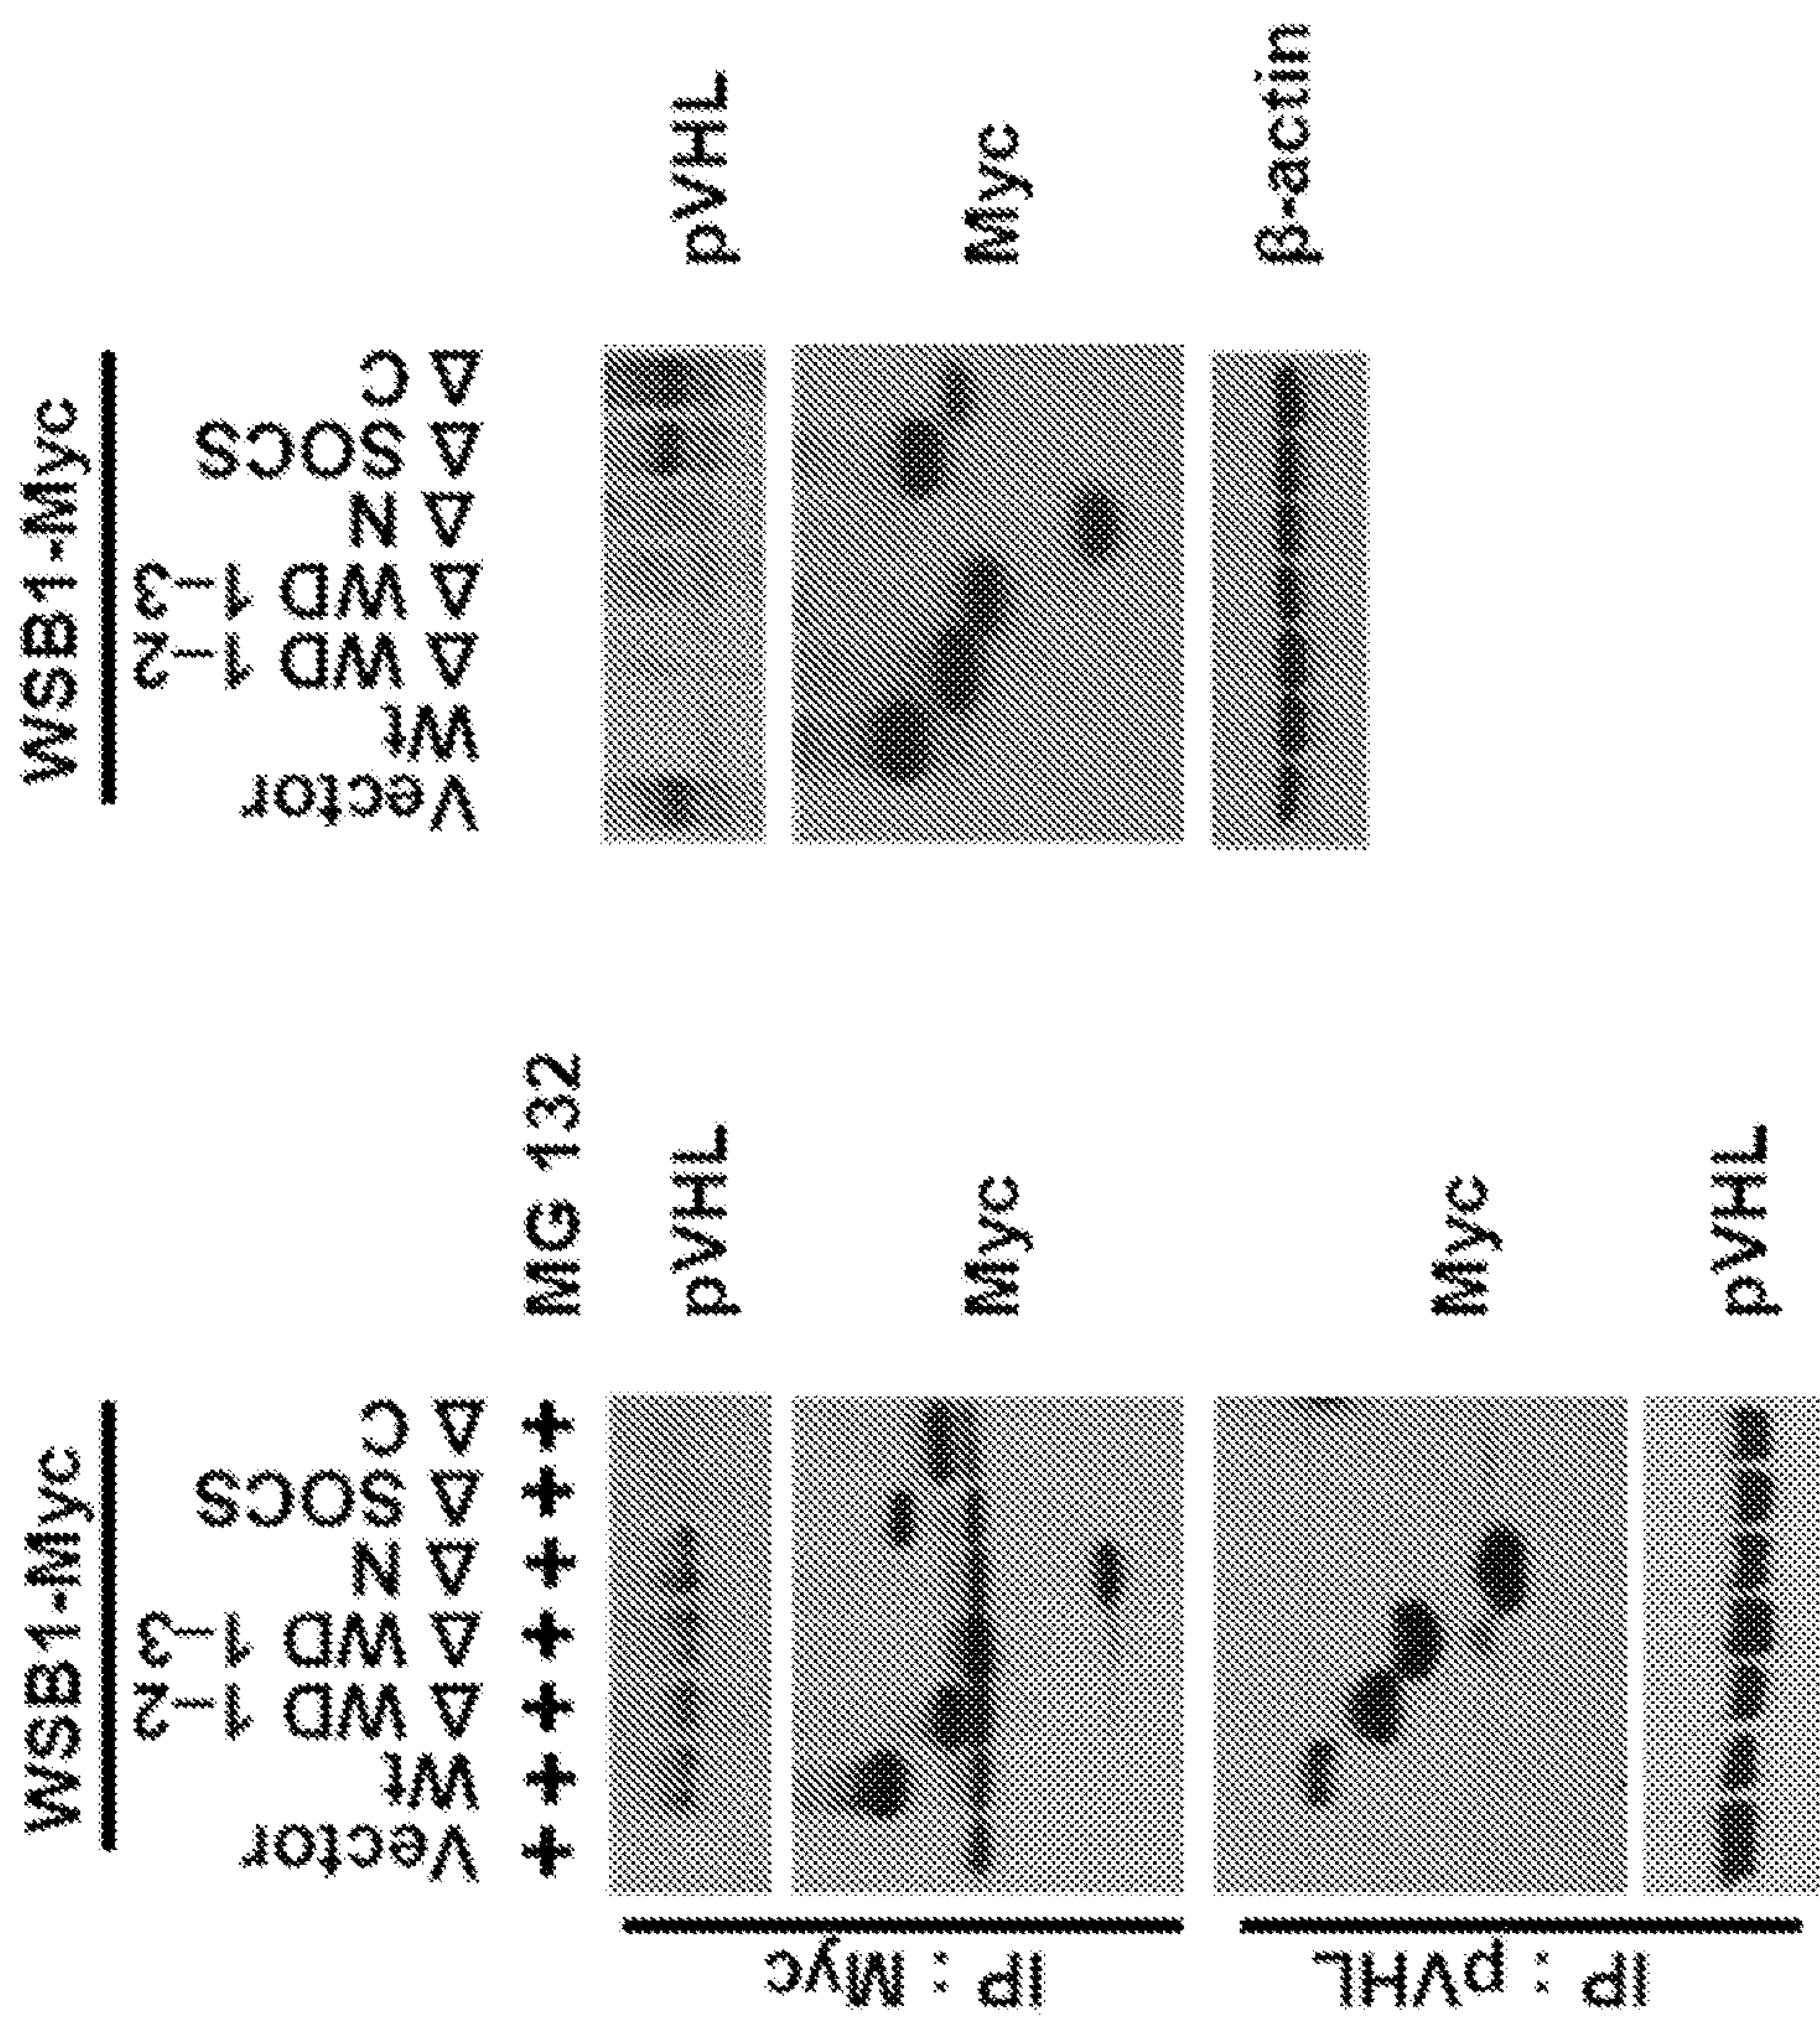 WSB1-Myc
Vector
Wt
Δ WD 1–2
Δ WD 1–3
Δ N
Δ SOCS
Δ C
+ + + + + + + MG 132
IP : Myc
pVHL
Myc
IP : pVHL
Myc
pVHL
WSB1-Myc
Vector
Wt
Δ WD 1–2
Δ WD 1–3
Δ N
Δ SOCS
Δ C
pVHL
Myc
β-actin